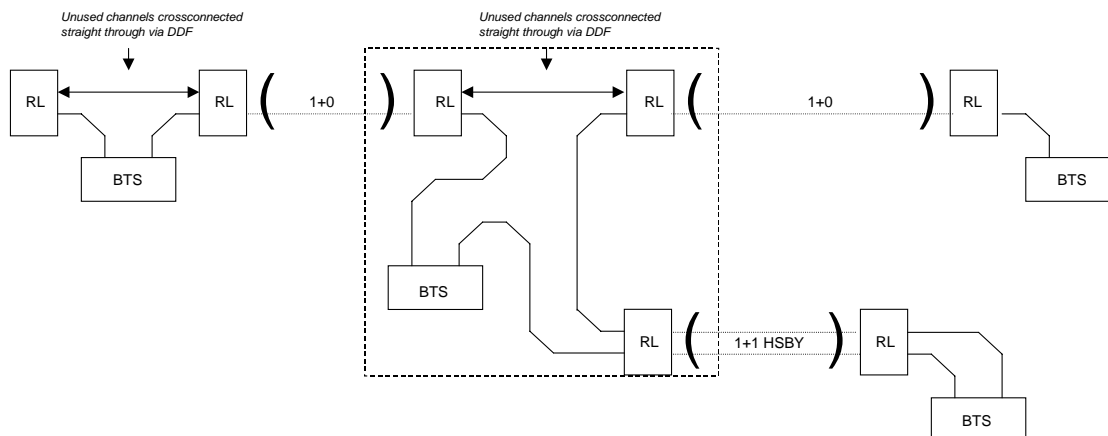 Unused channels crossconnected
straight through via DDF
Unused channels crossconnected
straight through via DDF
RL
RL
1+0
RL
RL
1+0
RL
BTS
BTS
BTS
RL
1+1 HSBY
RL
BTS